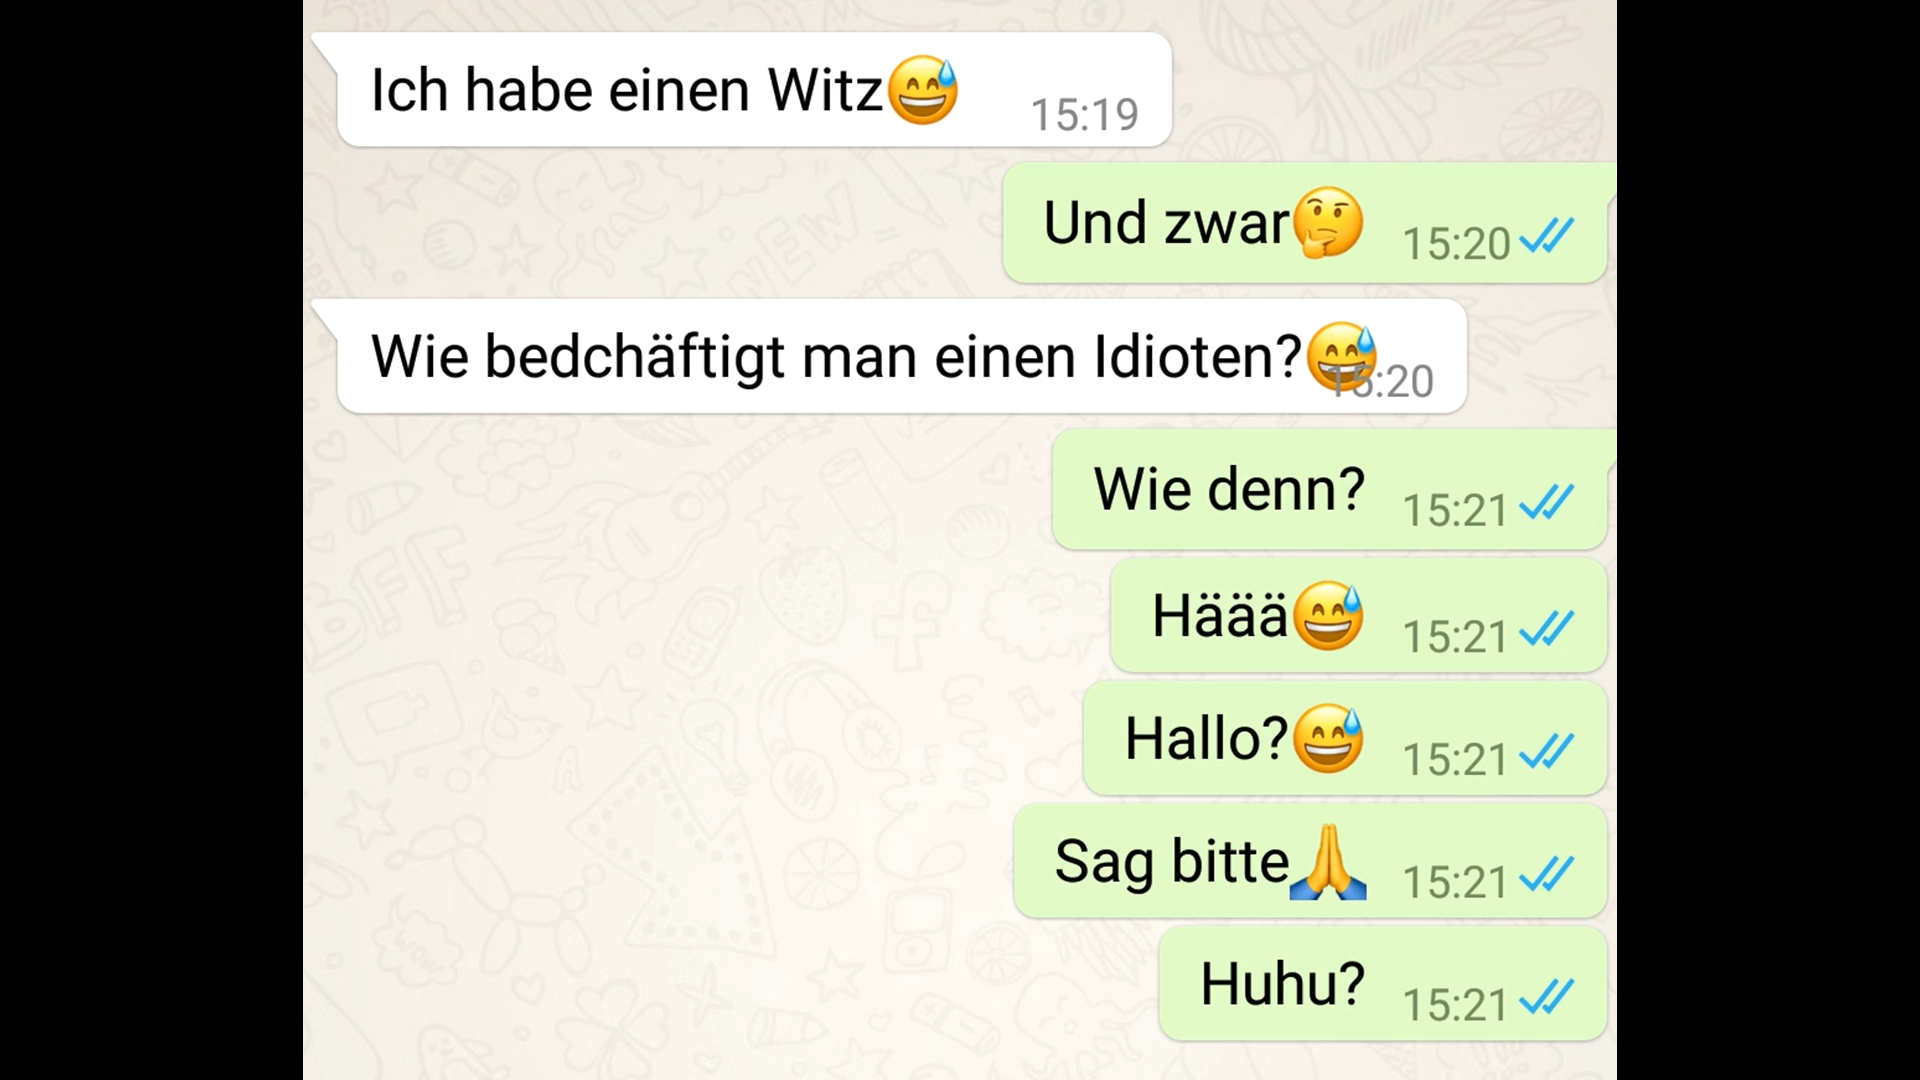 Ich habe einen Witz😅 15:19
Und zwar🤔 15:20
Wie bedchäftigt man einen Idioten?😅 15:20
Wie denn? 15:21
Häää😅 15:21
Hallo?😅 15:21
Sag bitte🙏 15:21
Huhu? 15:21